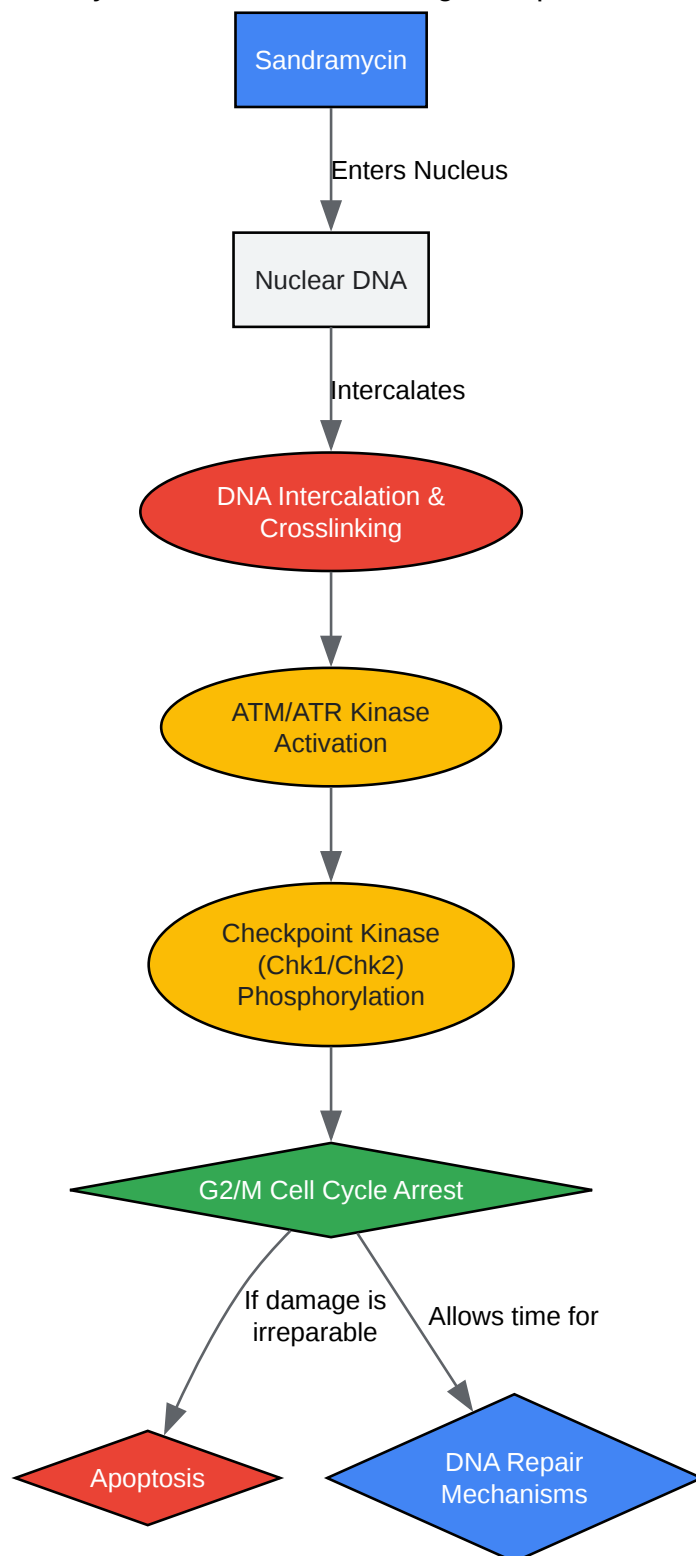 Sandramycin
Enters Nucleus
Nuclear DNA
Intercalates
DNA Intercalation &
Crosslinking
ATM/ATR Kinase
Activation
Checkpoint Kinase
(Chk1/Chk2)
Phosphorylation
G2/M Cell Cycle Arrest
If damage is
irreparable
Allows time for
Apoptosis
DNA Repair
Mechanisms